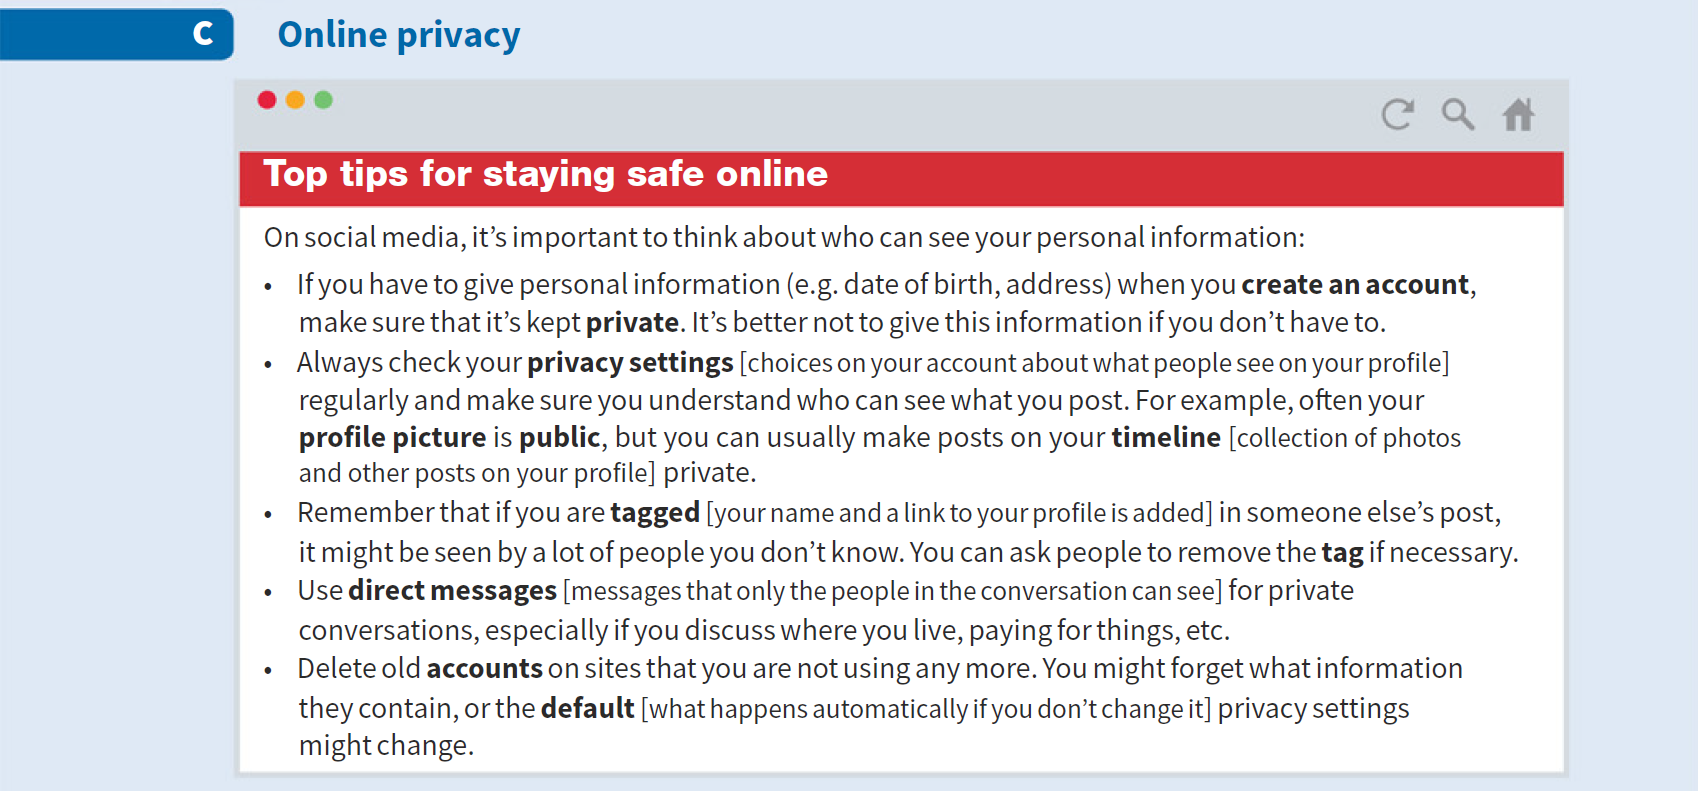 C Online privacy
Top tips for staying safe online
On social media, it’s important to think about who can see your personal information:
• If you have to give personal information (e.g. date of birth, address) when you create an account,
make sure that it’s kept private. It’s better not to give this information if you don’t have to.
• Always check your privacy settings [choices on your account about what people see on your profile]
regularly and make sure you understand who can see what you post. For example, often your
profile picture is public, but you can usually make posts on your timeline [collection of photos
and other posts on your profile] private.
• Remember that if you are tagged [your name and a link to your profile is added] in someone else’s post,
it might be seen by a lot of people you don’t know. You can ask people to remove the tag if necessary.
• Use direct messages [messages that only the people in the conversation can see] for private
conversations, especially if you discuss where you live, paying for things, etc.
• Delete old accounts on sites that you are not using any more. You might forget what information
they contain, or the default [what happens automatically if you don’t change it] privacy settings
might change.